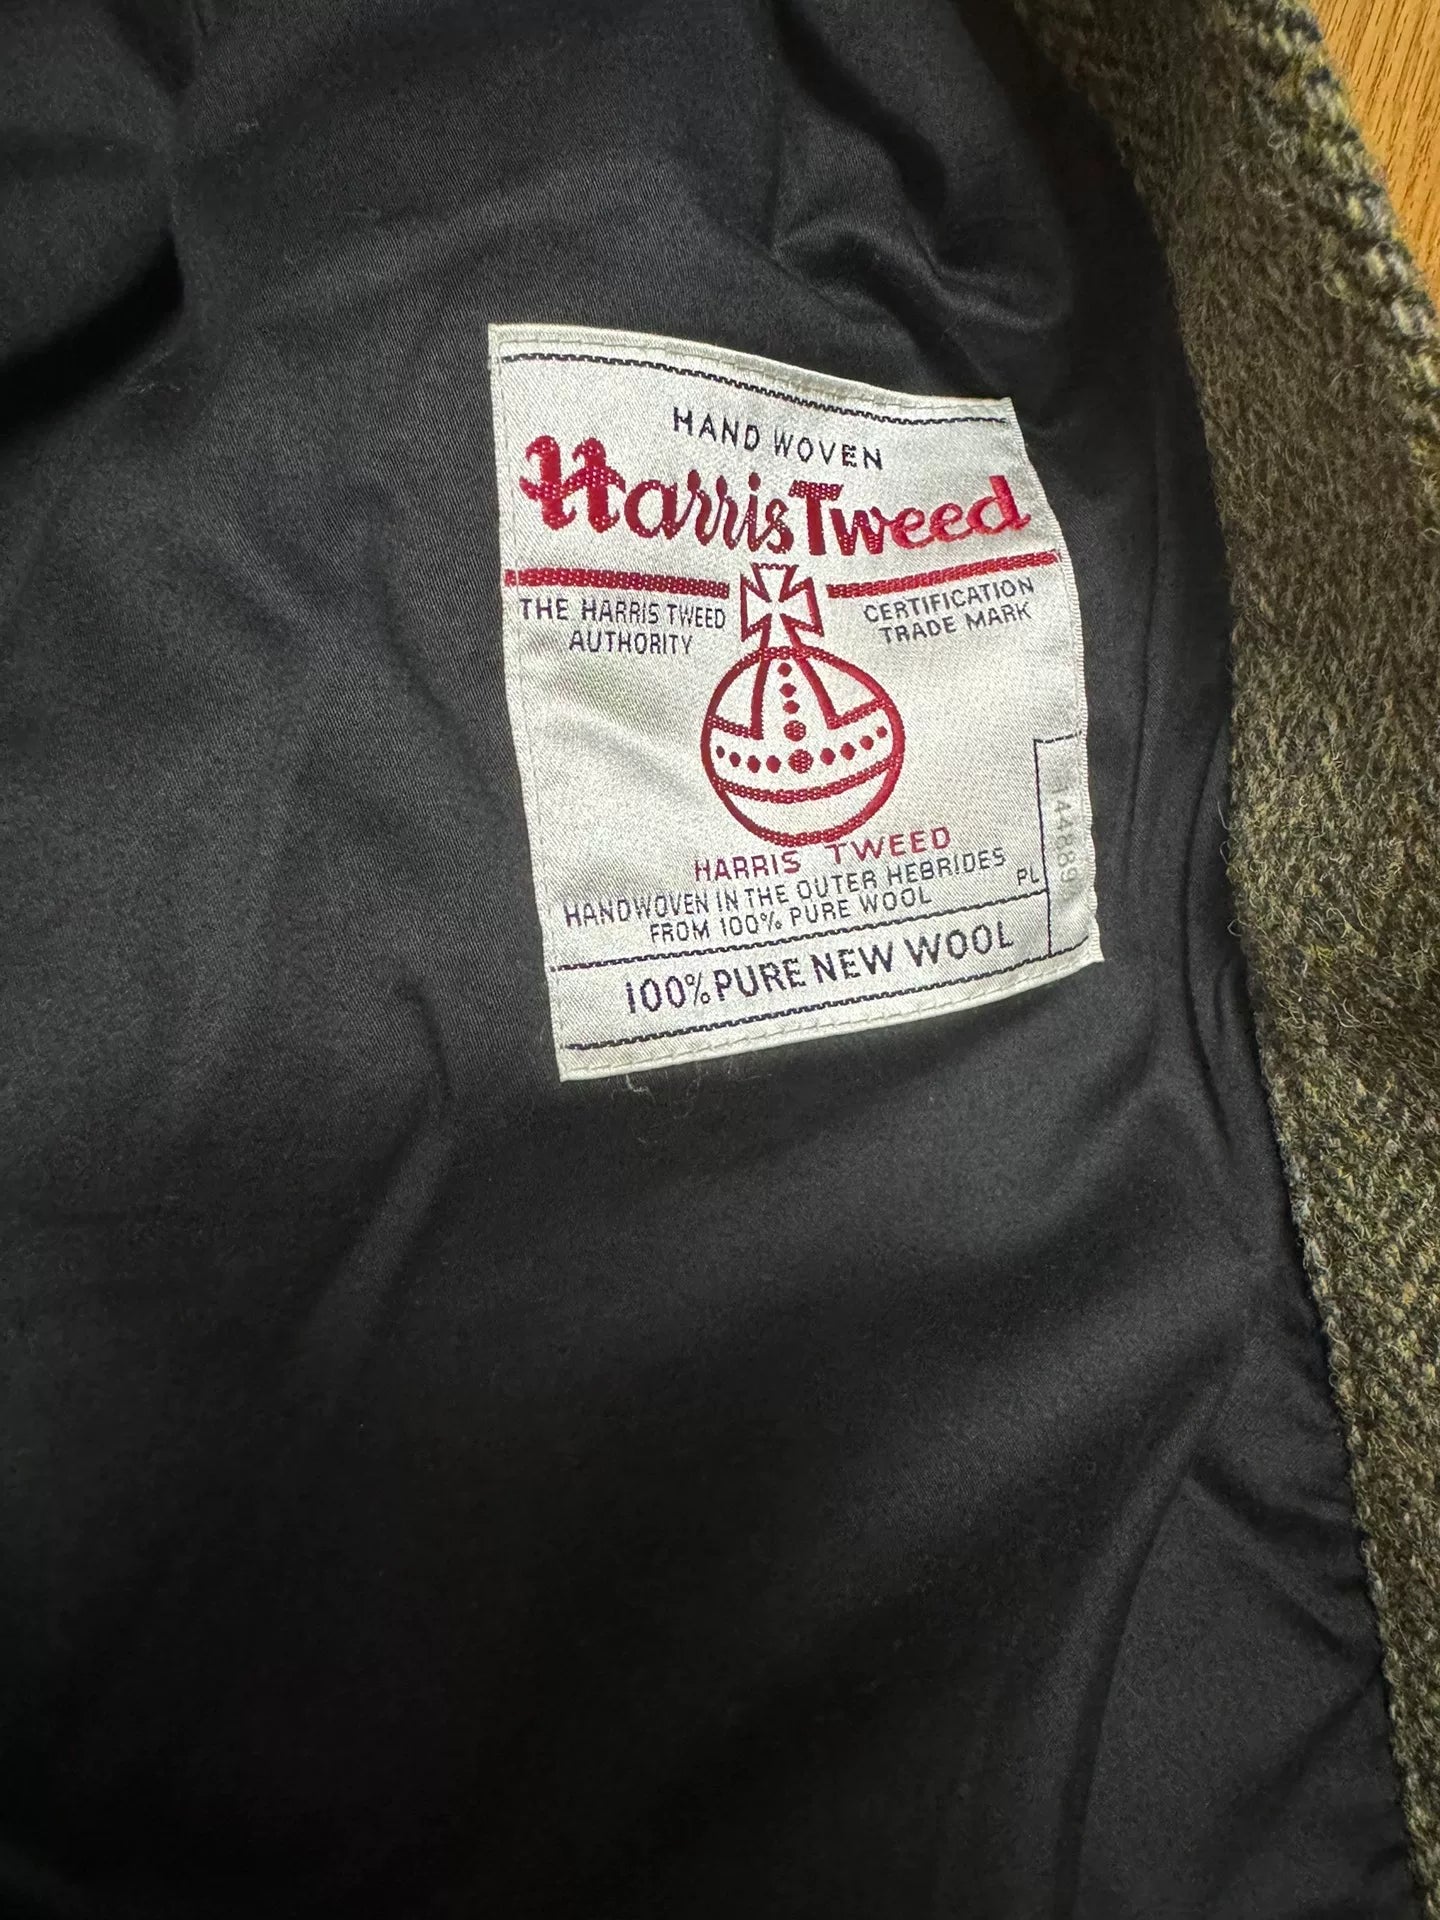 HAND WOVEN
Harris Tweed
THE HARRIS TWEED
AUTHORITY
CERTIFICATION
TRADE MARK
HARRIS TWEED
HANDWOVEN IN THE OUTER HEBRIDES
FROM 100% PURE WOOL
PL
100% PURE NEW WOOL